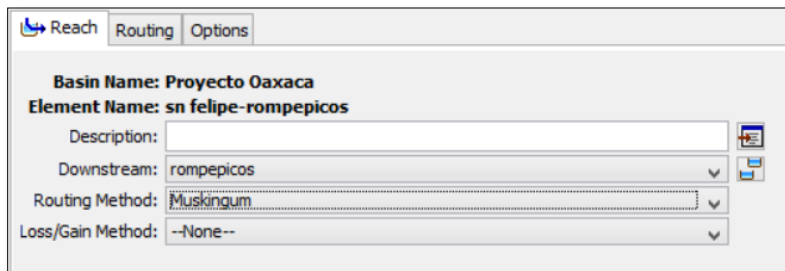 Reach Routing Options
Basin Name: Proyecto Oaxaca
Element Name: sn felipe-rompepicos
Description:
Downstream: rompepicos
Routing Method: Muskingum
Loss/Gain Method: --None--